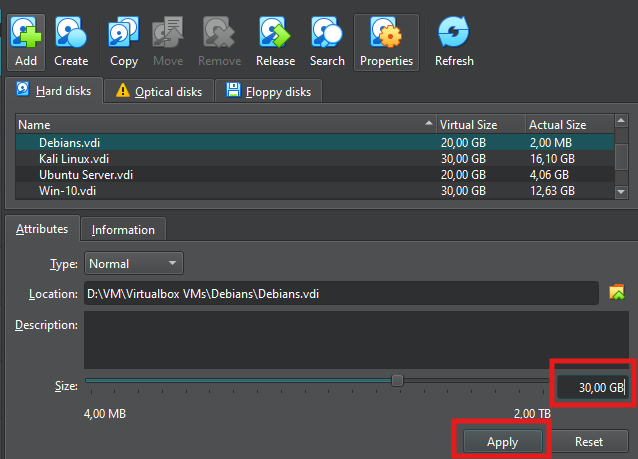 Add Create Copy Move Remove Release Search Properties Refresh
Hard disks Optical disks Floppy disks
Name Virtual Size Actual Size
Debians.vdi 20,00 GB 2,00 MB
Kali Linux.vdi 30,00 GB 16,10 GB
Ubuntu Server.vdi 20,00 GB 4,06 GB
Win-10.vdi 30,00 GB 12,63 GB
Attributes Information
Type: Normal
Location: D:\VM\Virtualbox VMs\Debians\Debians.vdi
Description:
Size: 30,00 GB
4,00 MB 2,00 TB
Apply Reset